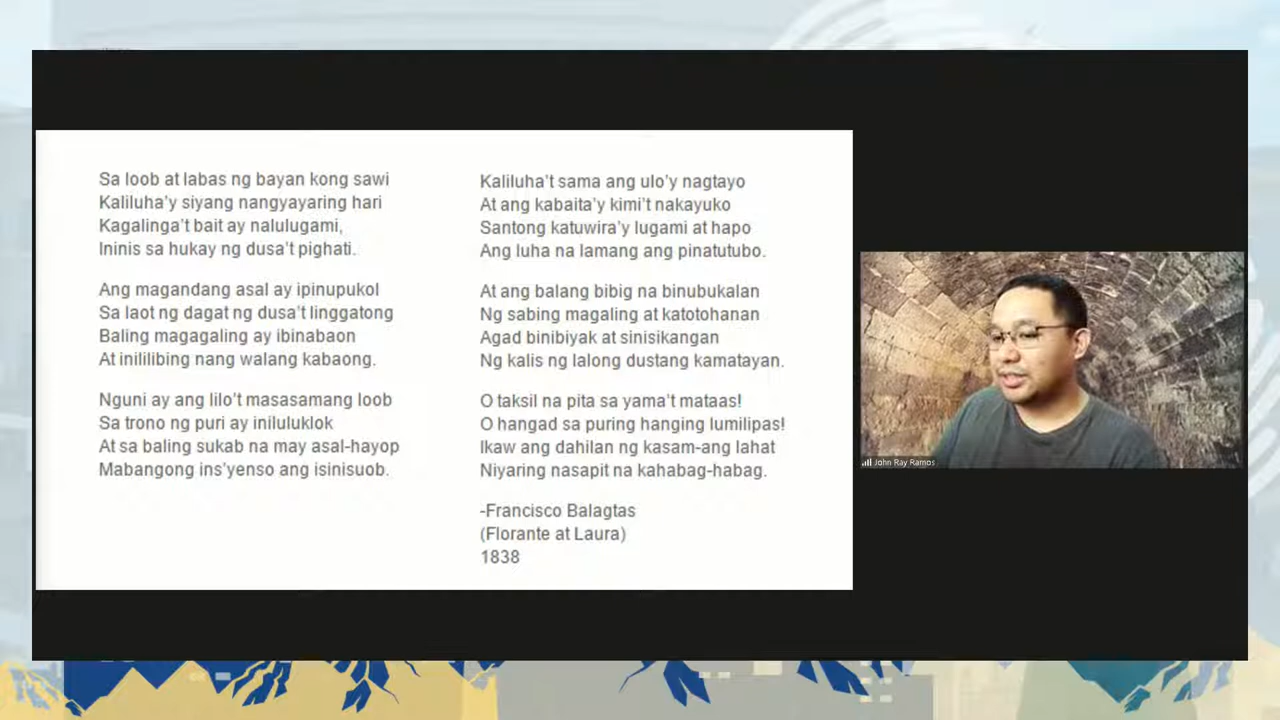 Sa loob at labas ng bayan kong sawi
Kaliluha'y siyang nangyayaring hari
Kagalinga't bait ay nalulugami,
Ininis sa hukay ng dusa't pighati.
Ang magandang asal ay ipinupukol
Sa laot ng dagat ng dusa't linggatong
Baling magagaling ay ibinabaon
At inililibing nang walang kabaong.
Nguni ay ang lilo't masasamang loob
Sa trono ng puri ay iniluluklok
At sa baling sukab na may asal-hayop
Mabangong ins'yenso ang isinisuob.
Kaliluha't sama ang ulo'y nagtayo
At ang kabaita'y kimi't nakayuko
Santong katuwira'y lugami at hapo
Ang luha na lamang ang pinatutubo.
At ang balang bibig na binubukalan
Ng sabing magaling at katotohanan
Agad binibiyak at sinisikangan
Ng kalis ng lalong dustang kamatayan.
O taksil na pita sa yama't mataas!
O hangad sa puring hanging lumilipas!
Ikaw ang dahilan ng kasam-ang lahat
Niyaring nasapit na kahabag-habag.
-Francisco Balagtas
(Florante at Laura)
1838
John Ray Ramos